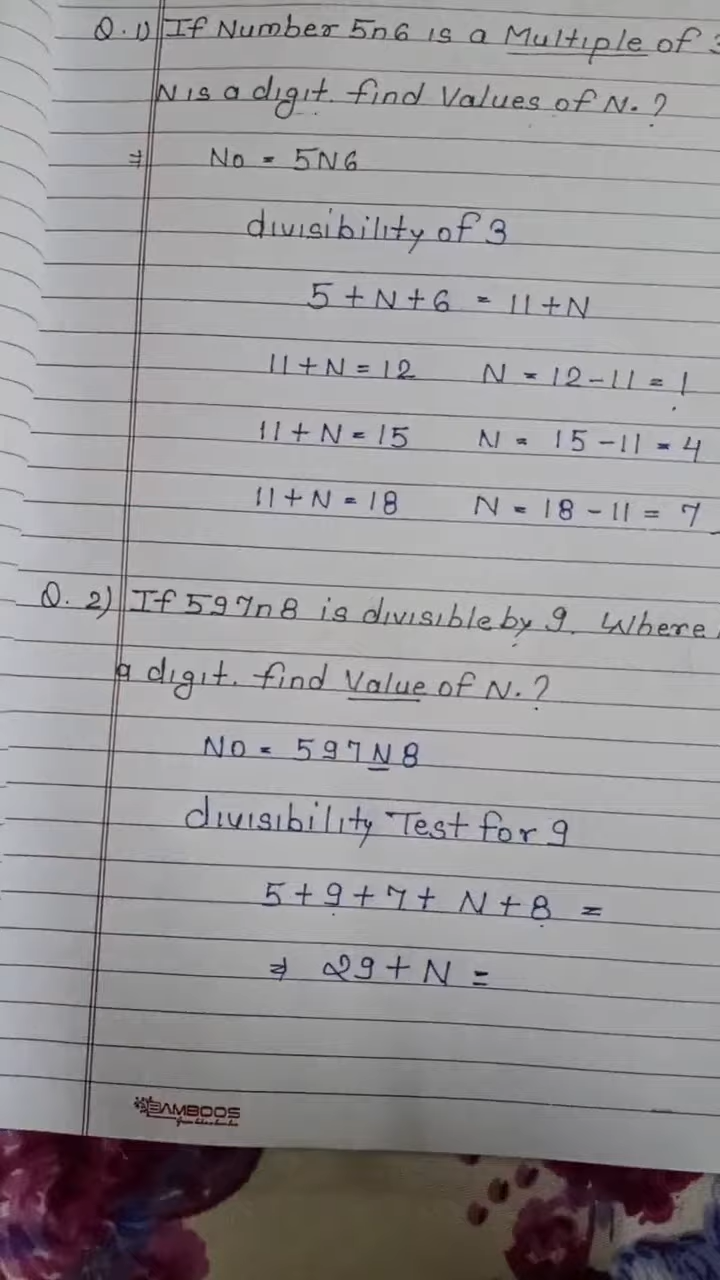 Q.1) If Number 5n6 is a Multiple of 3
N is a digit. find Values of N.?
⇒ No = 5N6
divisibility of 3
5+N+6 = 11+N
11+N = 12 N = 12-11 = 1
11+N = 15 N = 15-11 = 4
11+N = 18 N = 18-11 = 7
Q.2) If 597n8 is divisible by 9. Where
a digit. find Value of N.?
No = 597N8
divisibility Test for 9
5+9+7+N+8 =
⇒ 29+N =
BAMBOOS